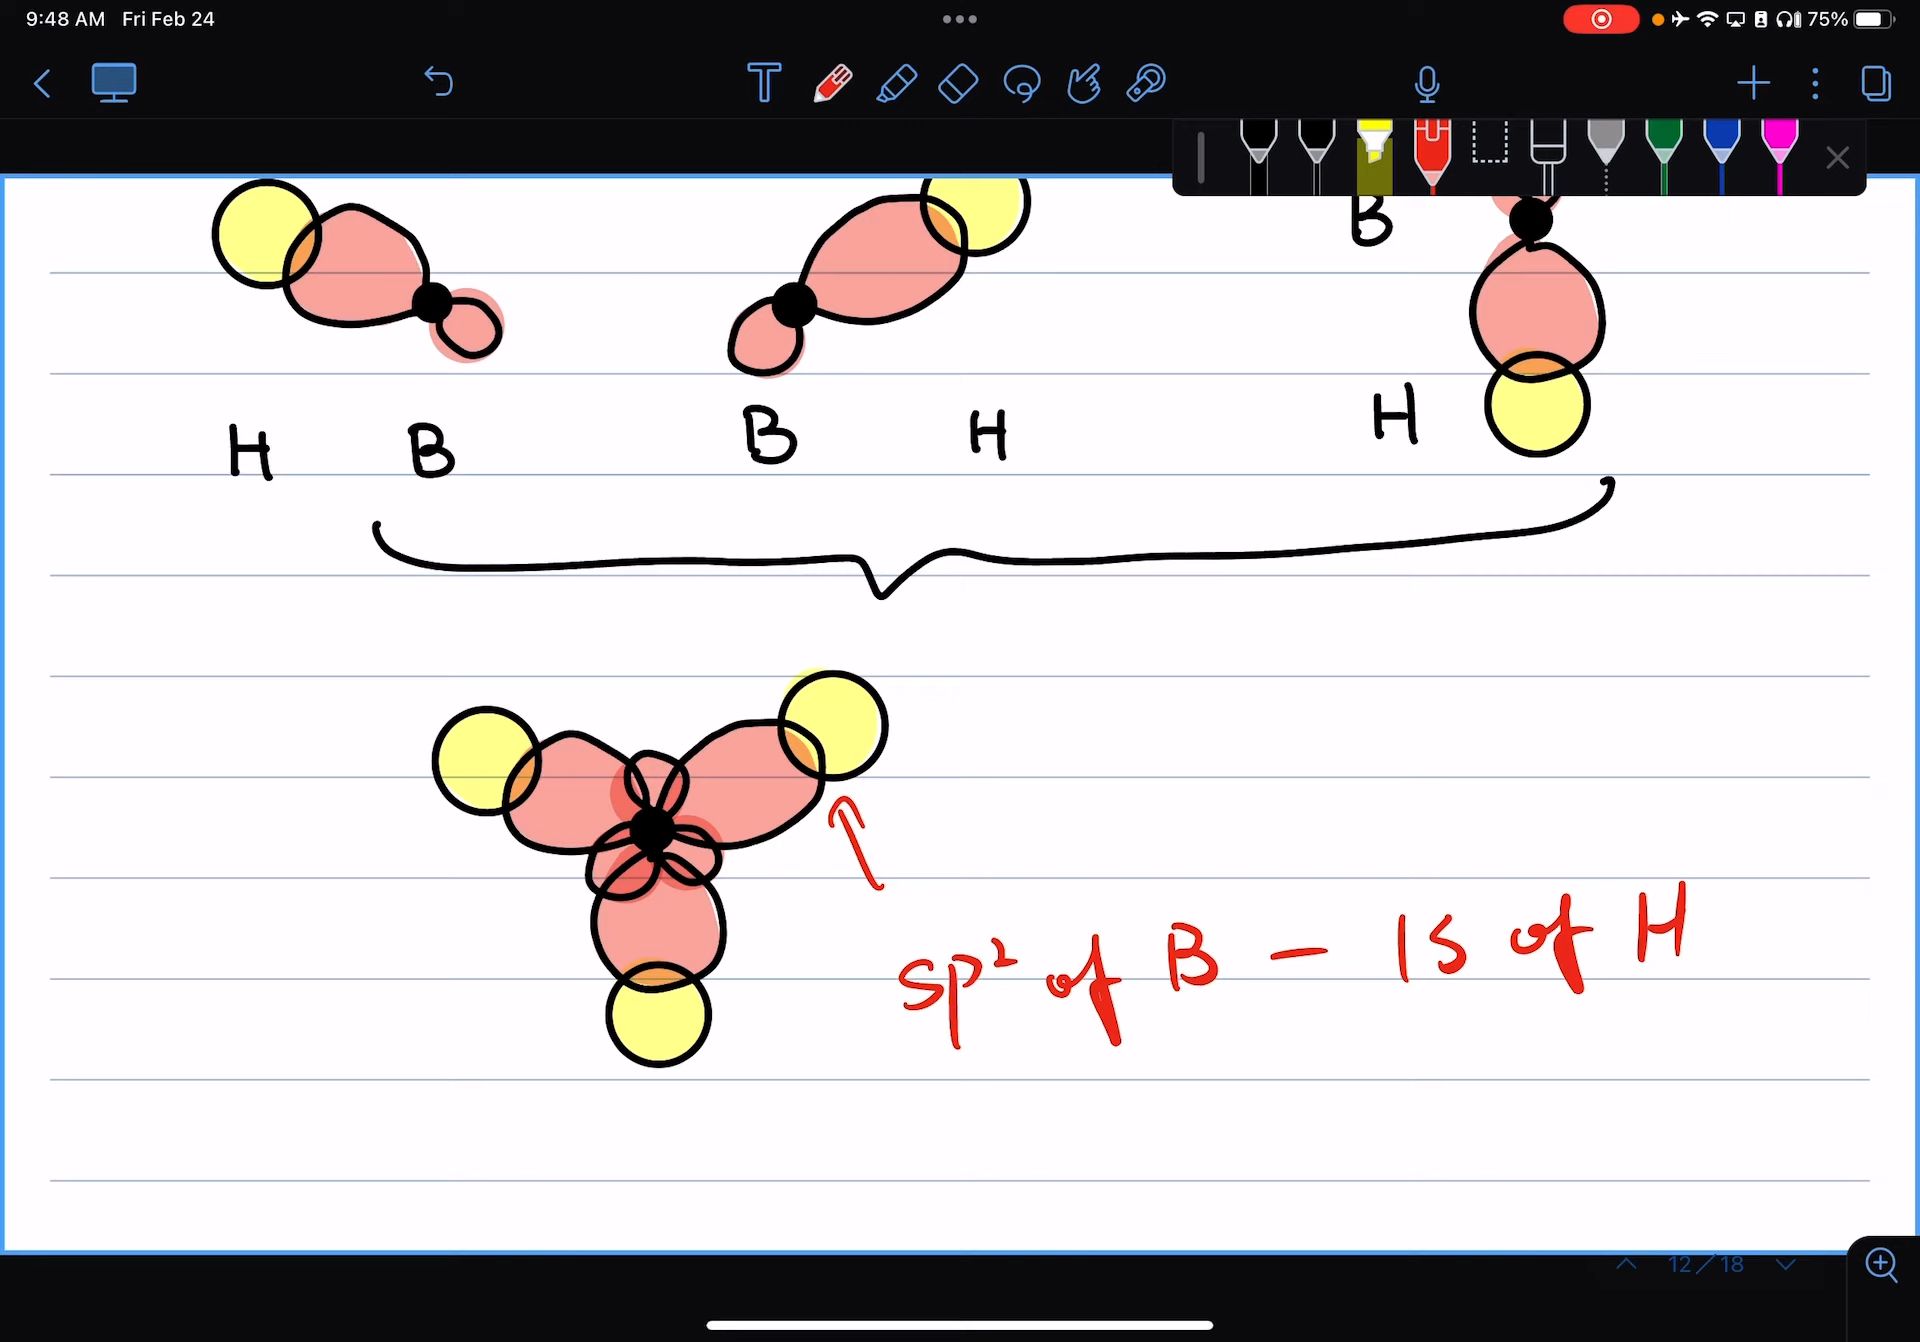 9:48 AM Fri Feb 24
75%
T
B
H B
B H
H
sp² of B – 1s of H
12/18